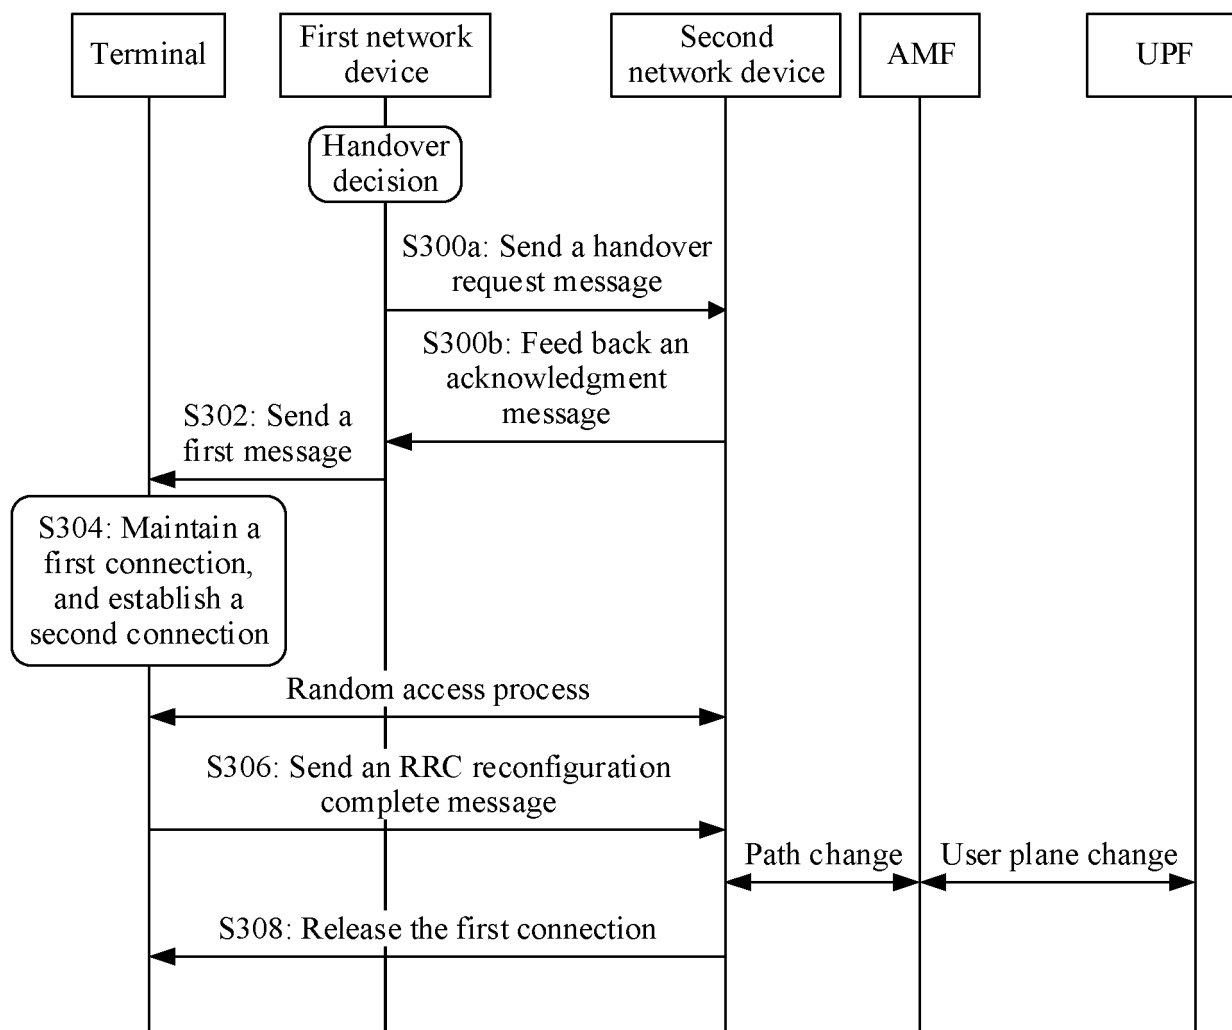 Terminal
First network
device
Second
network device
AMF
UPF
Handover
decision
S300a: Send a handover
request message
S300b: Feed back an
acknowledgment
message
S302: Send a
first message
S304: Maintain a
first connection,
and establish a
second connection
Random access process
S306: Send an RRC reconfiguration
complete message
Path change
User plane change
S308: Release the first connection